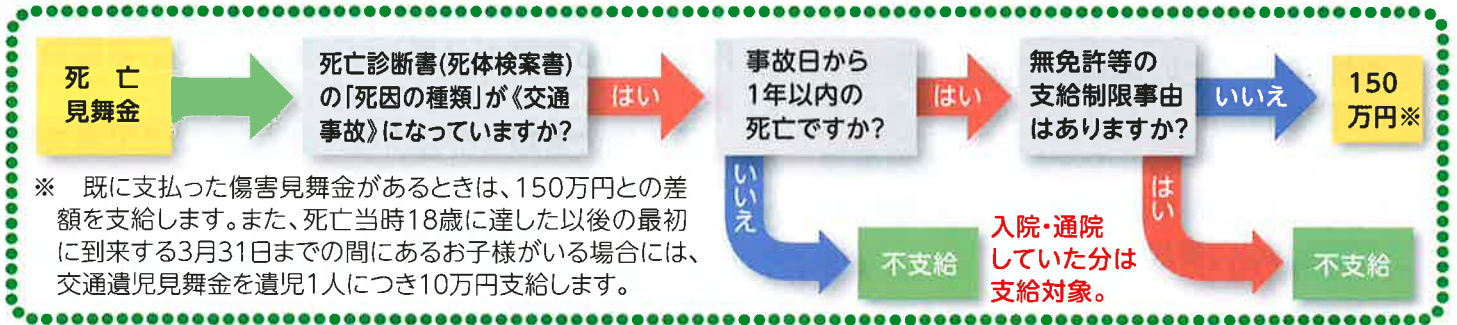 死　亡
見舞金
死亡診断書(死体検案書)
の「死因の種類」が《交通
事故》になっていますか?
はい
事故日から
1年以内の
死亡ですか?
はい
無免許等の
支給制限事由
はありますか?
いいえ
150
万円※
※　既に支払った傷害見舞金があるときは、150万円との差
額を支給します。また、死亡当時18歳に達した以後の最初
に到来する3月31日までの間にあるお子様がいる場合には、
交通遺児見舞金を遺児1人につき10万円支給します。
いいえ
不支給
入院・通院
していた分は
支給対象。
はい
不支給